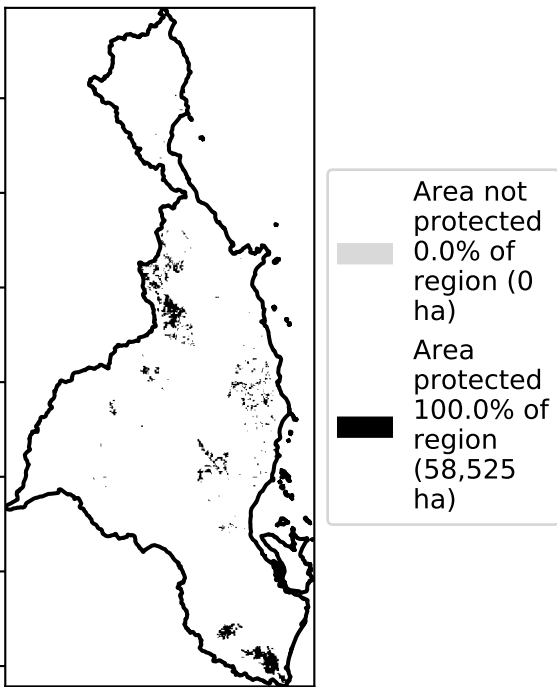 Area not
protected
0.0% of
region (0
ha)
Area
protected
100.0% of
region
(58,525
ha)